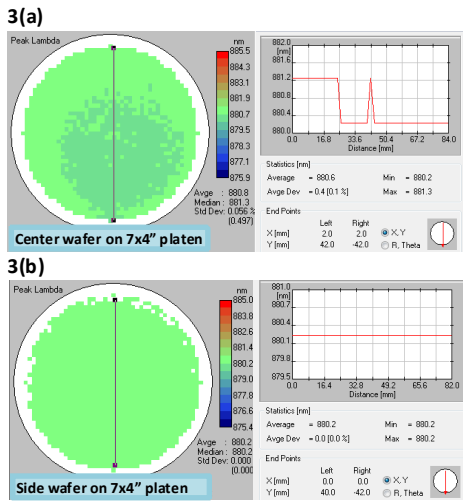 3(a)
Peak Lambda
nm
885.5
884.3
883.1
881.9
880.7
879.5
878.3
877.1
875.9
Avge : 880.8
Median : 881.3
Std Dev: 0.056 %
(0.497)
Center wafer on 7x4” platen
882.0
[nm]
881.6
881.2
880.8
880.4
880.0
0.0 16.8 33.6 50.4 67.2 84.0
Distance [mm]
Statistics [nm]
Average = 880.6 Min = 880.2
Avge Dev = 0.4 [0.1 %] Max = 881.3
End Points
Left Right
X [mm] 2.0 2.0 X, Y
Y [mm] 42.0 -42.0 R, Theta
3(b)
Peak Lambda
nm
885.0
883.8
882.6
881.4
880.2
879.0
877.8
876.6
875.4
Avge : 880.2
Median : 880.2
Std Dev: 0.000
(0.000
Side wafer on 7x4” platen
881.0
[nm]
880.7
880.4
880.1
879.8
879.5
0.0 16.4 32.8 49.2 65.6 82.0
Distance [mm]
Statistics [nm]
Average = 880.2 Min = 880.2
Avge Dev = 0.0 [0.0 %] Max = 880.2
End Points
Left Right
X [mm] 0.0 0.0 X, Y
Y [mm] 40.0 -42.0 R, Theta